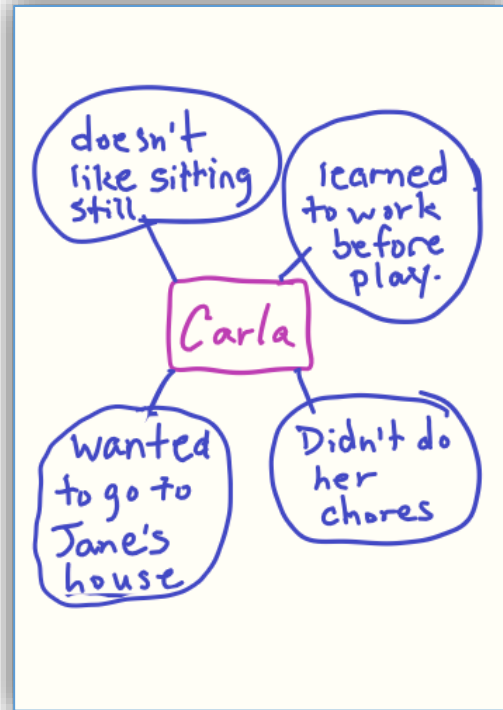 doesn't
like sitting
still
learned
to work
before
play.
Carla
wanted
to go to
Jane's
house
Didn't do
her
chores